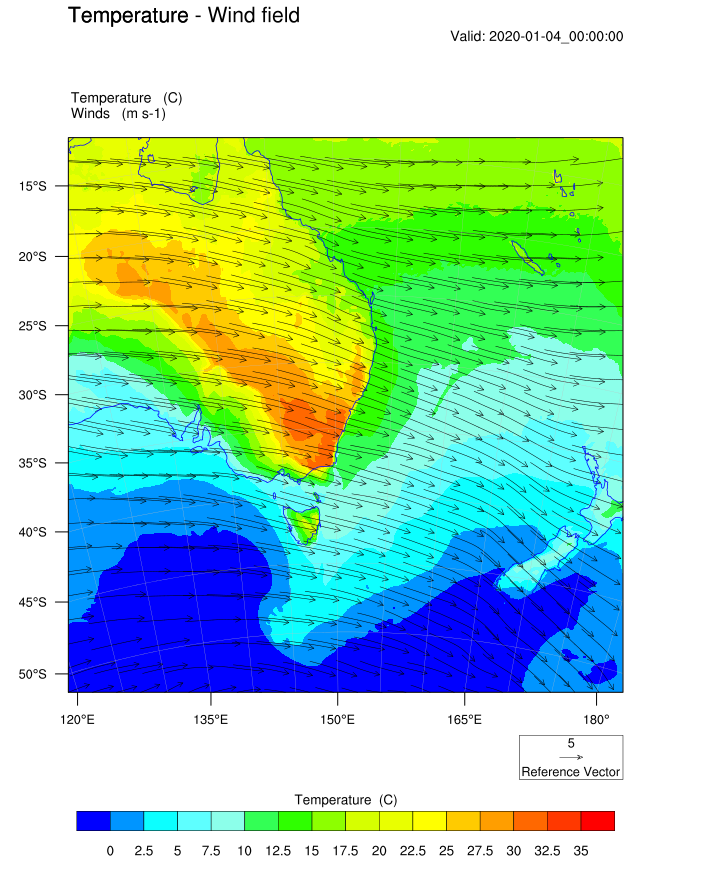 Temperature - Wind field
Valid: 2020-01-04_00:00:00
Temperature (C)
Winds (m s-1)
15°S
20°S
25°S
30°S
35°S
40°S
45°S
50°S
120°E 135°E 150°E 165°E 180°
5
Reference Vector
Temperature (C)
0 2.5 5 7.5 10 12.5 15 17.5 20 22.5 25 27.5 30 32.5 35